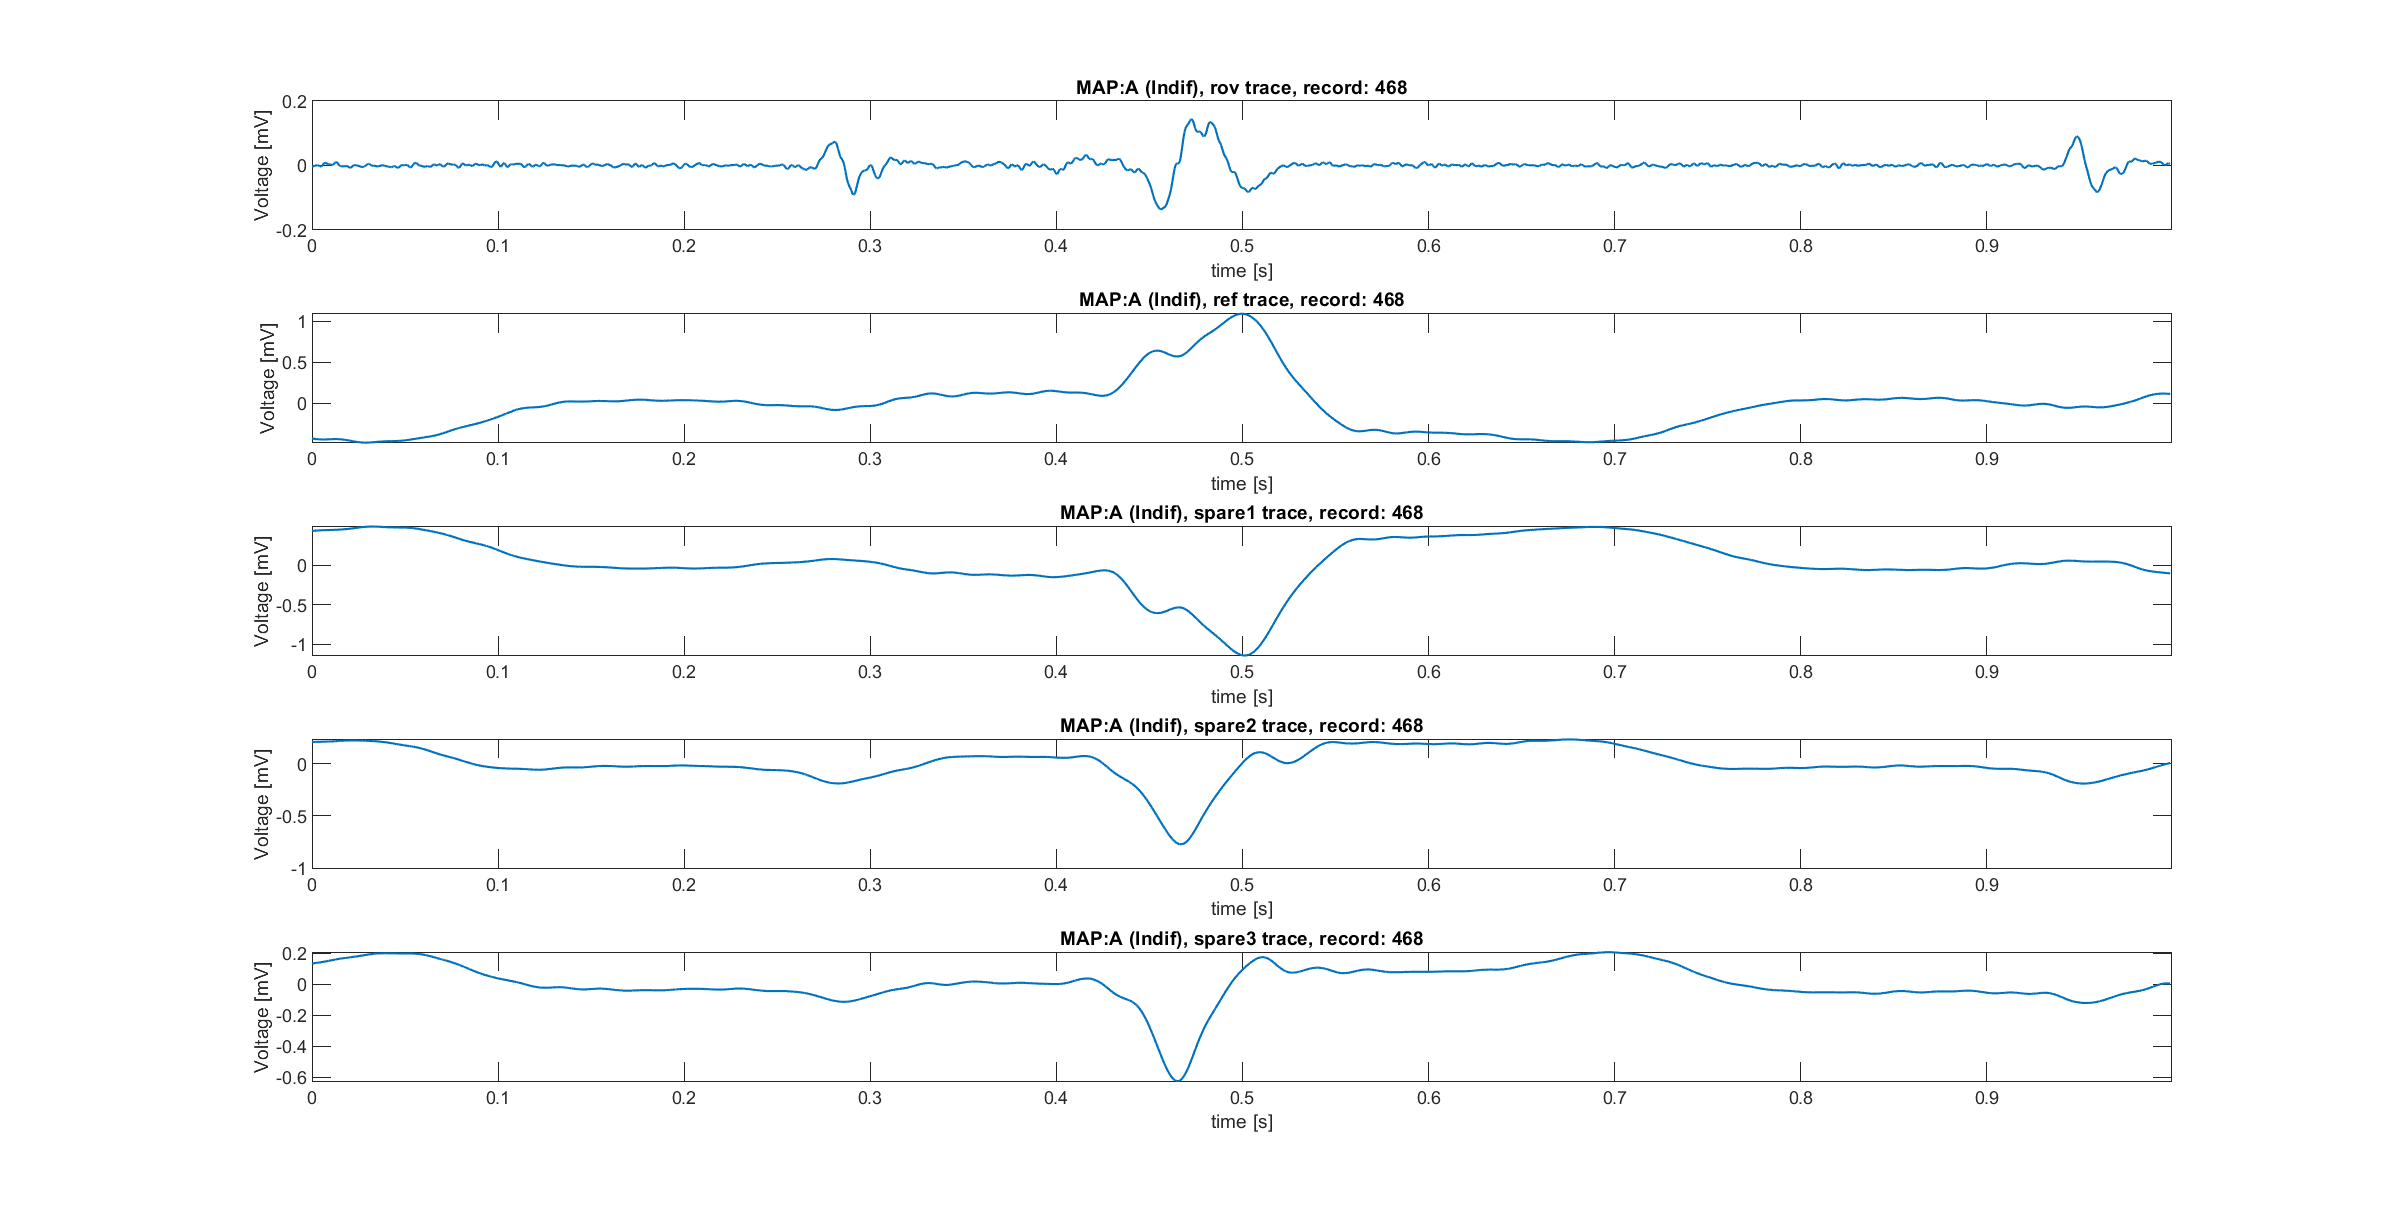 MAP:A (Indif), rov trace, record: 468
Voltage [mV]
0.2
0
-0.2
0 0.1 0.2 0.3 0.4 0.5 0.6 0.7 0.8 0.9
time [s]
MAP:A (Indif), ref trace, record: 468
Voltage [mV]
1
0.5
0
0 0.1 0.2 0.3 0.4 0.5 0.6 0.7 0.8 0.9
time [s]
MAP:A (Indif), spare1 trace, record: 468
Voltage [mV]
0
-0.5
-1
0 0.1 0.2 0.3 0.4 0.5 0.6 0.7 0.8 0.9
time [s]
MAP:A (Indif), spare2 trace, record: 468
Voltage [mV]
0
-0.5
-1
0 0.1 0.2 0.3 0.4 0.5 0.6 0.7 0.8 0.9
time [s]
MAP:A (Indif), spare3 trace, record: 468
Voltage [mV]
0.2
0
-0.2
-0.4
-0.6
0 0.1 0.2 0.3 0.4 0.5 0.6 0.7 0.8 0.9
time [s]